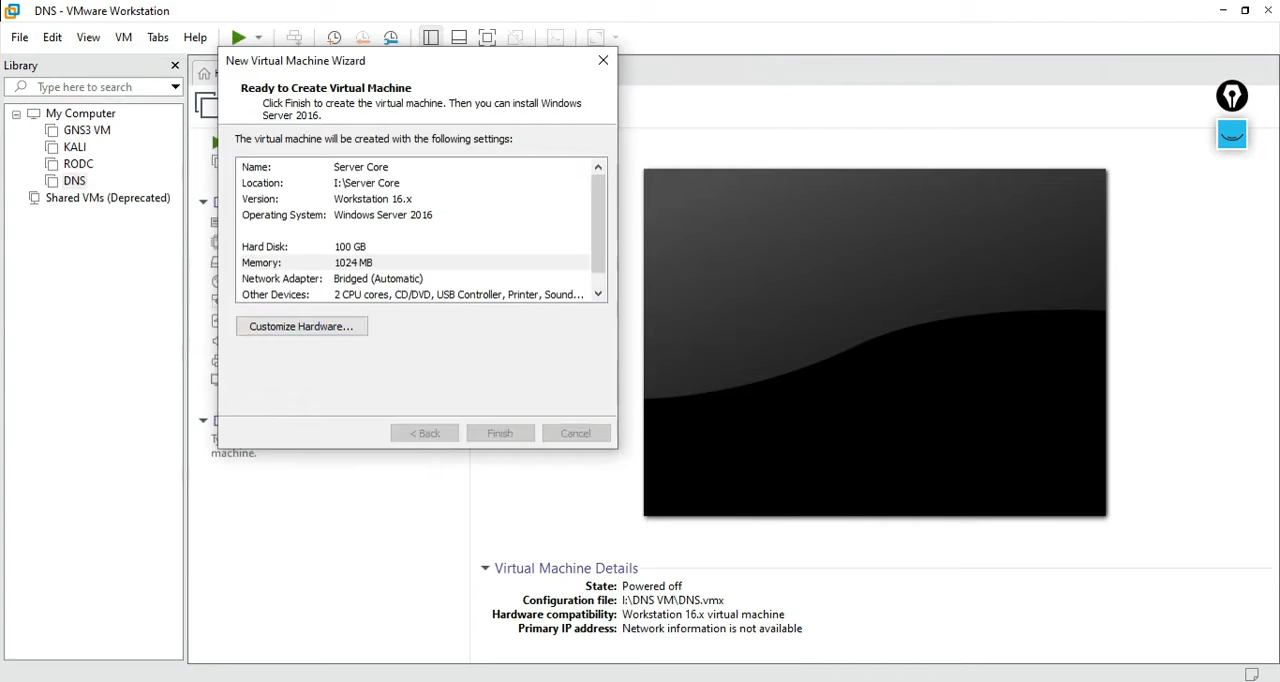 DNS - VMware Workstation
File Edit View VM Tabs Help
Library
Type here to search
My Computer
GNS3 VM
KALI
RODC
DNS
Shared VMs (Deprecated)
New Virtual Machine Wizard
Ready to Create Virtual Machine
Click Finish to create the virtual machine. Then you can install Windows
Server 2016.
The virtual machine will be created with the following settings:
Name: Server Core
Location: I:\Server Core
Version: Workstation 16.x
Operating System: Windows Server 2016
Hard Disk: 100 GB
Memory: 1024 MB
Network Adapter: Bridged (Automatic)
Other Devices: 2 CPU cores, CD/DVD, USB Controller, Printer, Sound...
Customize Hardware...
< Back Finish Cancel
machine.
Virtual Machine Details
State: Powered off
Configuration file: I:\DNS VM\DNS.vmx
Hardware compatibility: Workstation 16.x virtual machine
Primary IP address: Network information is not available